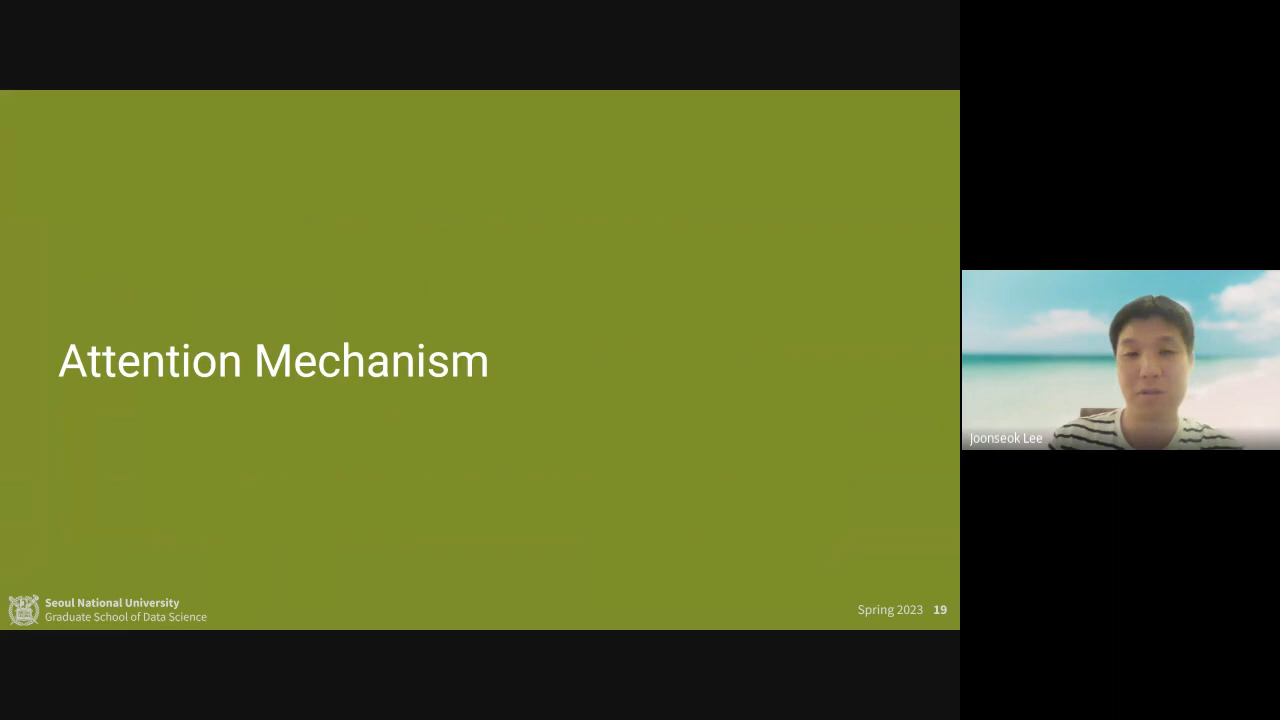 Attention Mechanism
Joonseok Lee
Seoul National University
Graduate School of Data Science
Spring 2023 19